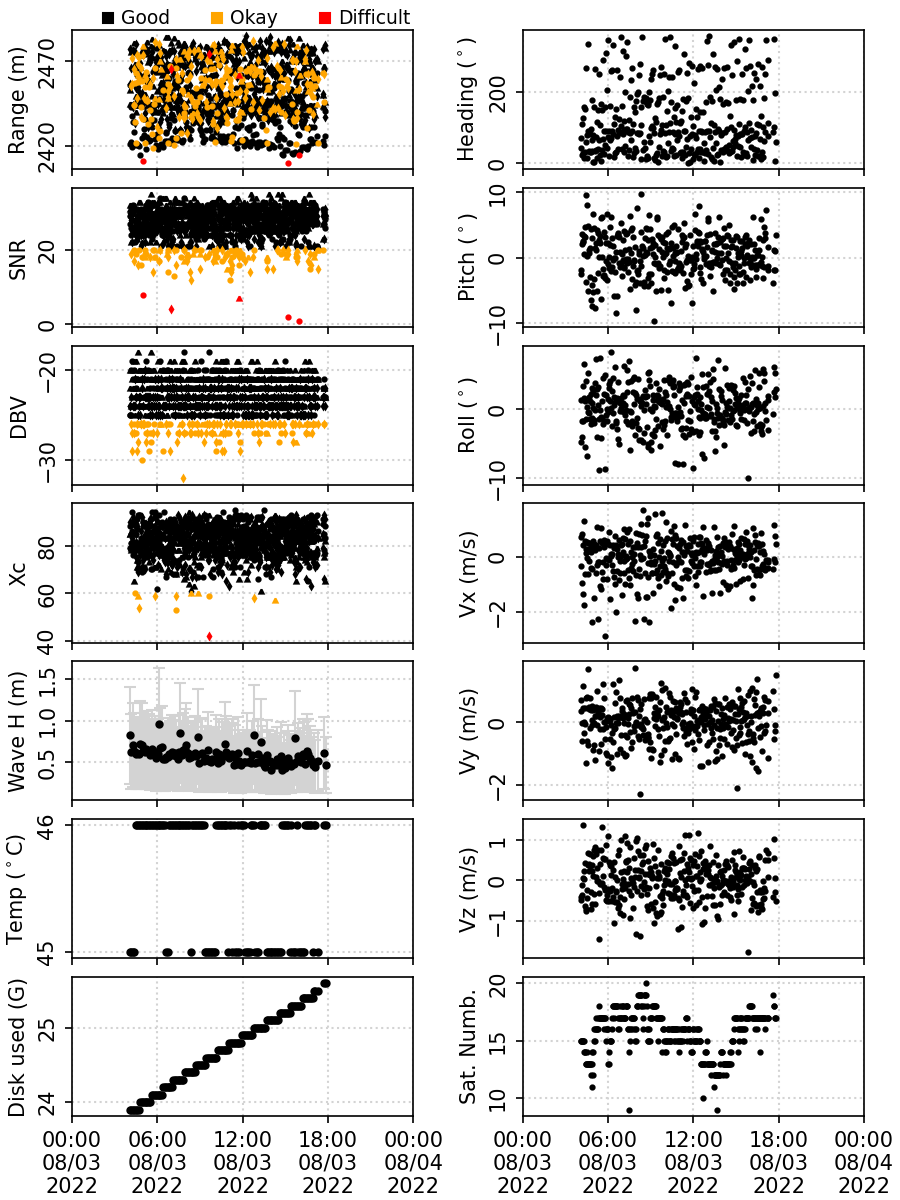 Good Okay Difficult
Range (m)
2470
2420
Heading (°)
200
0
SNR
20
0
Pitch (°)
10
0
−10
DBV
−20
−30
Roll (°)
0
−10
Xc
80
60
40
Vx (m/s)
0
−2
Wave H (m)
1.5
1.0
0.5
Vy (m/s)
0
−2
Temp (°C)
46
45
Vz (m/s)
1
0
−1
Disk used (G)
25
24
Sat. Numb.
20
15
10
00:00 06:00 12:00 18:00 00:00 00:00 06:00 12:00 18:00 00:00
08/03 08/03 08/03 08/03 08/04 08/03 08/03 08/03 08/03 08/04
2022 2022 2022 2022 2022 2022 2022 2022 2022 2022